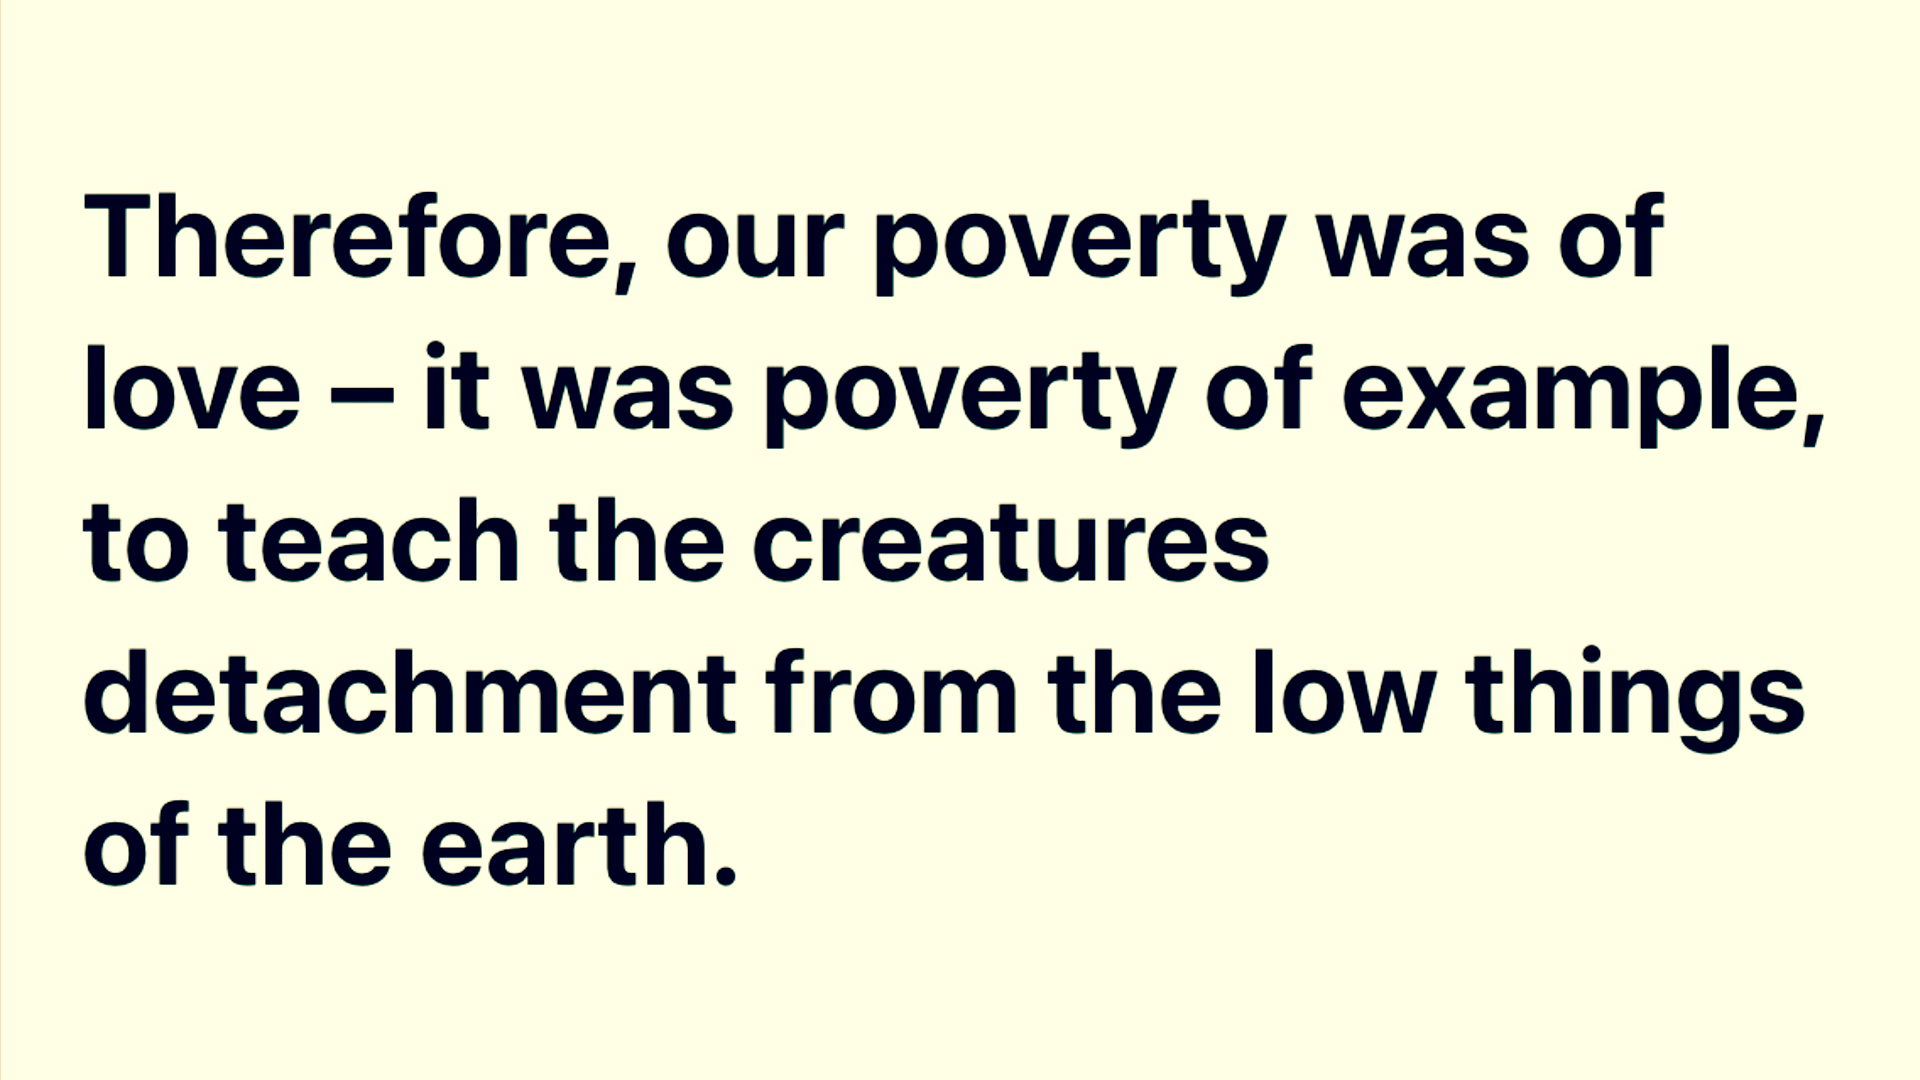 Therefore, our poverty was of
love – it was poverty of example,
to teach the creatures
detachment from the low things
of the earth.